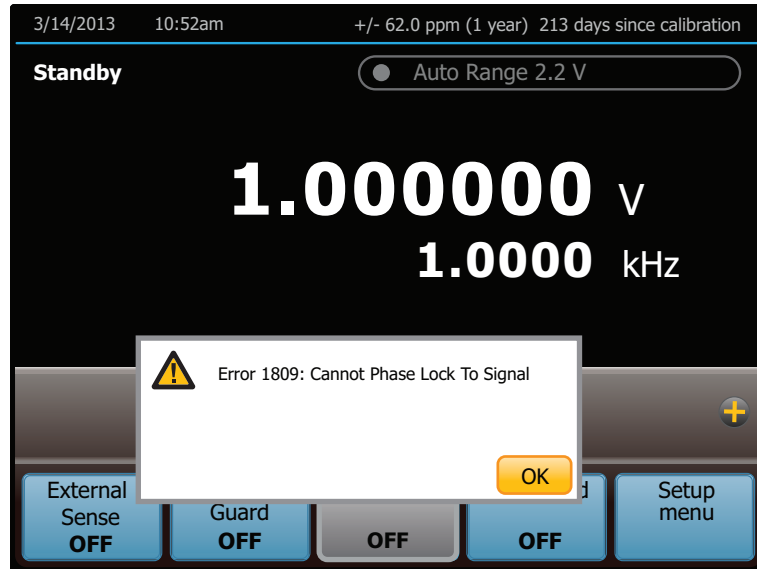 3/14/2013 10:52am +/- 62.0 ppm (1 year) 213 days since calibration
Standby
Auto Range 2.2 V
1.000000 V
1.0000 kHz
Error 1809: Cannot Phase Lock To Signal
OK
External
Sense
OFF
Guard
OFF
OFF
OFF
Setup
menu